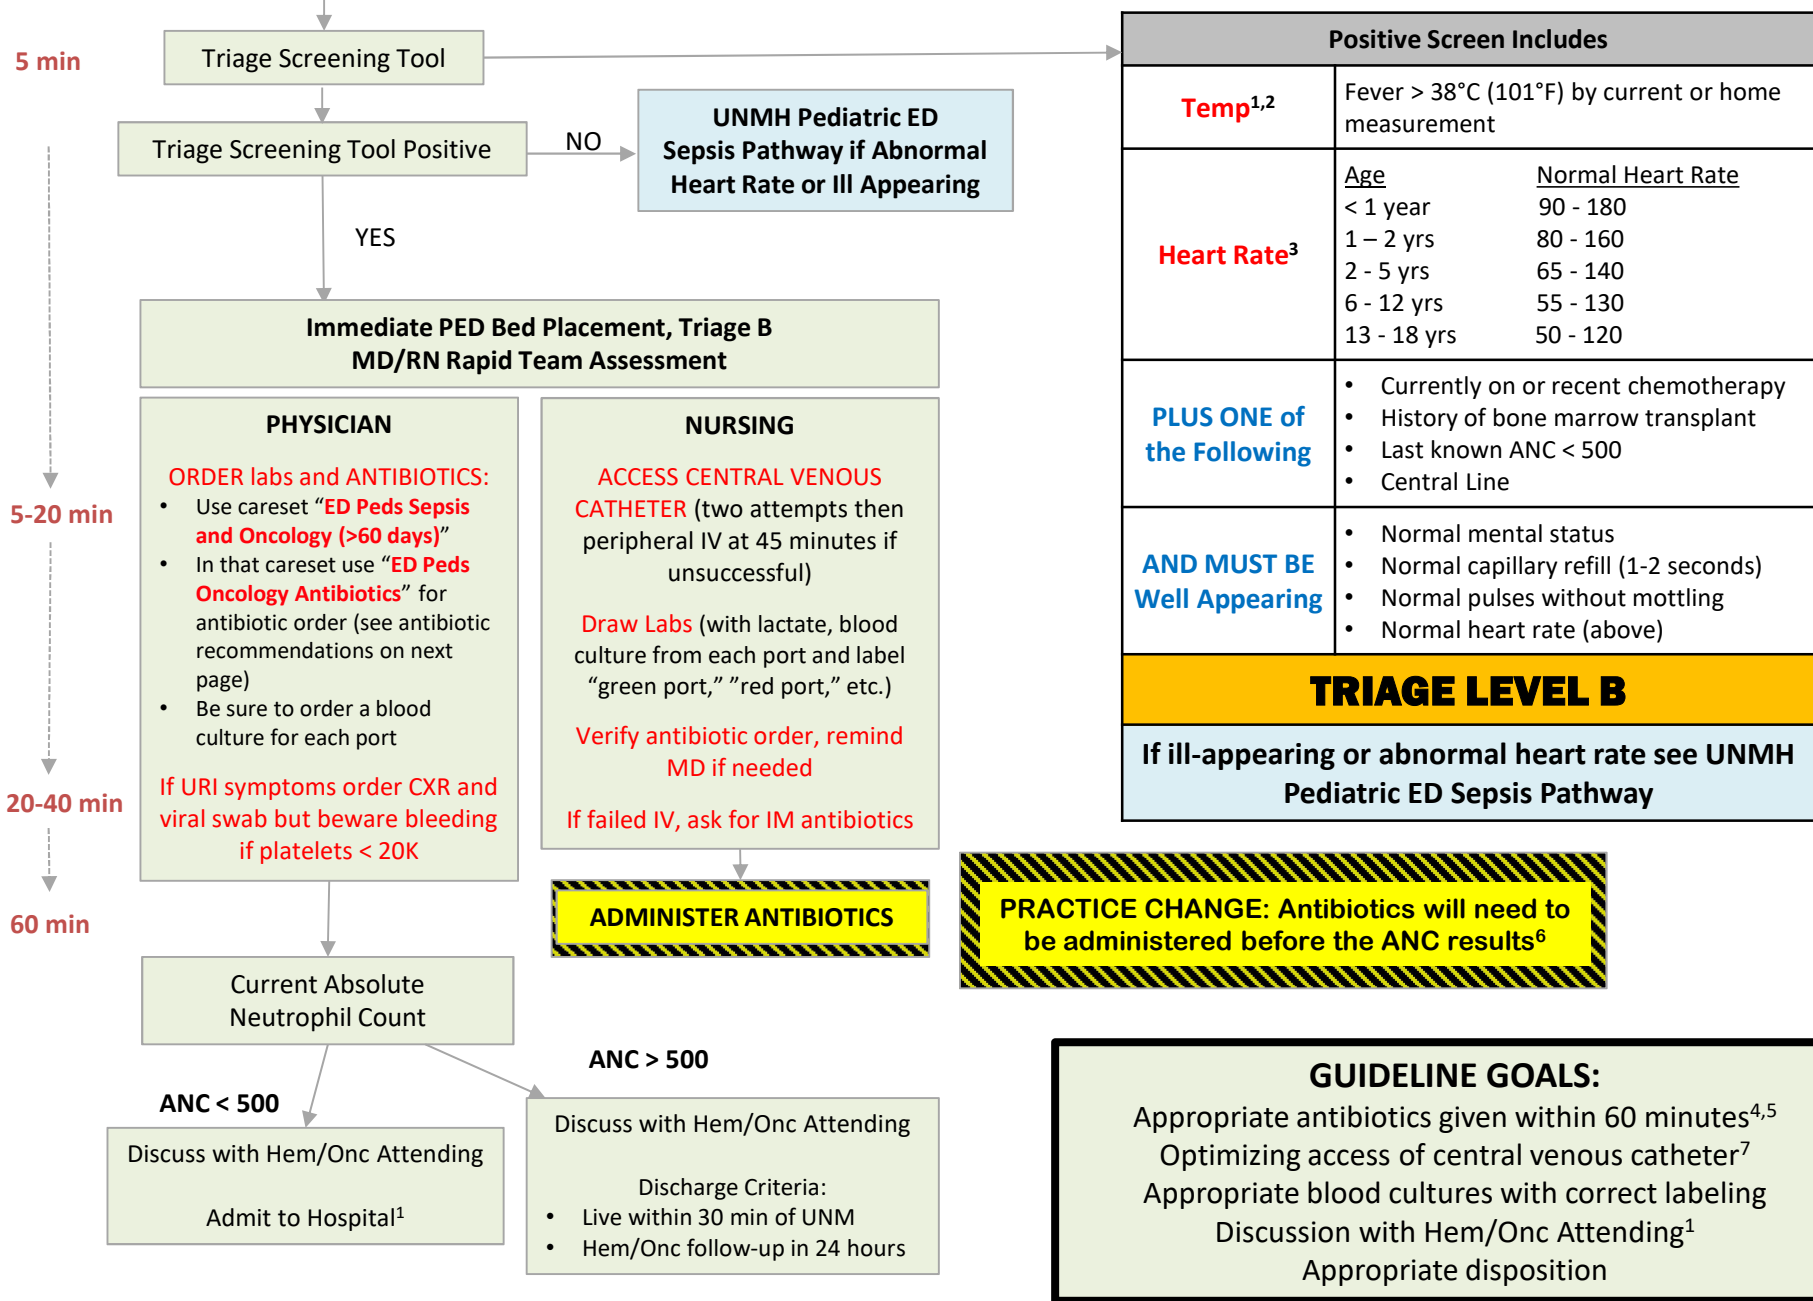 5 min
Triage Screening Tool
Triage Screening Tool Positive
NO
UNMH Pediatric ED
Sepsis Pathway if Abnormal
Heart Rate or Ill Appearing
YES
Immediate PED Bed Placement, Triage B
MD/RN Rapid Team Assessment
5-20 min
20-40 min
60 min
PHYSICIAN
ORDER labs and ANTIBIOTICS:
• Use careset “ED Peds Sepsis
and Oncology (>60 days)”
• In that careset use “ED Peds
Oncology Antibiotics” for
antibiotic order (see antibiotic
recommendations on next
page)
• Be sure to order a blood
culture for each port
If URI symptoms order CXR and
viral swab but beware bleeding
if platelets < 20K
NURSING
ACCESS CENTRAL VENOUS
CATHETER (two attempts then
peripheral IV at 45 minutes if
unsuccessful)
Draw Labs (with lactate, blood
culture from each port and label
“green port,” ”red port,” etc.)
Verify antibiotic order, remind
MD if needed
If failed IV, ask for IM antibiotics
ADMINISTER ANTIBIOTICS
Current Absolute
Neutrophil Count
ANC < 500
ANC > 500
Discuss with Hem/Onc Attending
Admit to Hospital¹
Discuss with Hem/Onc Attending
Discharge Criteria:
• Live within 30 min of UNM
• Hem/Onc follow-up in 24 hours
Positive Screen Includes
Temp¹,²
Fever > 38°C (101°F) by current or home
measurement
Heart Rate³
Age Normal Heart Rate
< 1 year 90 - 180
1 – 2 yrs 80 - 160
2 - 5 yrs 65 - 140
6 - 12 yrs 55 - 130
13 - 18 yrs 50 - 120
PLUS ONE of
the Following
• Currently on or recent chemotherapy
• History of bone marrow transplant
• Last known ANC < 500
• Central Line
AND MUST BE
Well Appearing
• Normal mental status
• Normal capillary refill (1-2 seconds)
• Normal pulses without mottling
• Normal heart rate (above)
TRIAGE LEVEL B
If ill-appearing or abnormal heart rate see UNMH
Pediatric ED Sepsis Pathway
PRACTICE CHANGE: Antibiotics will need to
be administered before the ANC results⁶
GUIDELINE GOALS:
Appropriate antibiotics given within 60 minutes⁴,⁵
Optimizing access of central venous catheter⁷
Appropriate blood cultures with correct labeling
Discussion with Hem/Onc Attending¹
Appropriate disposition